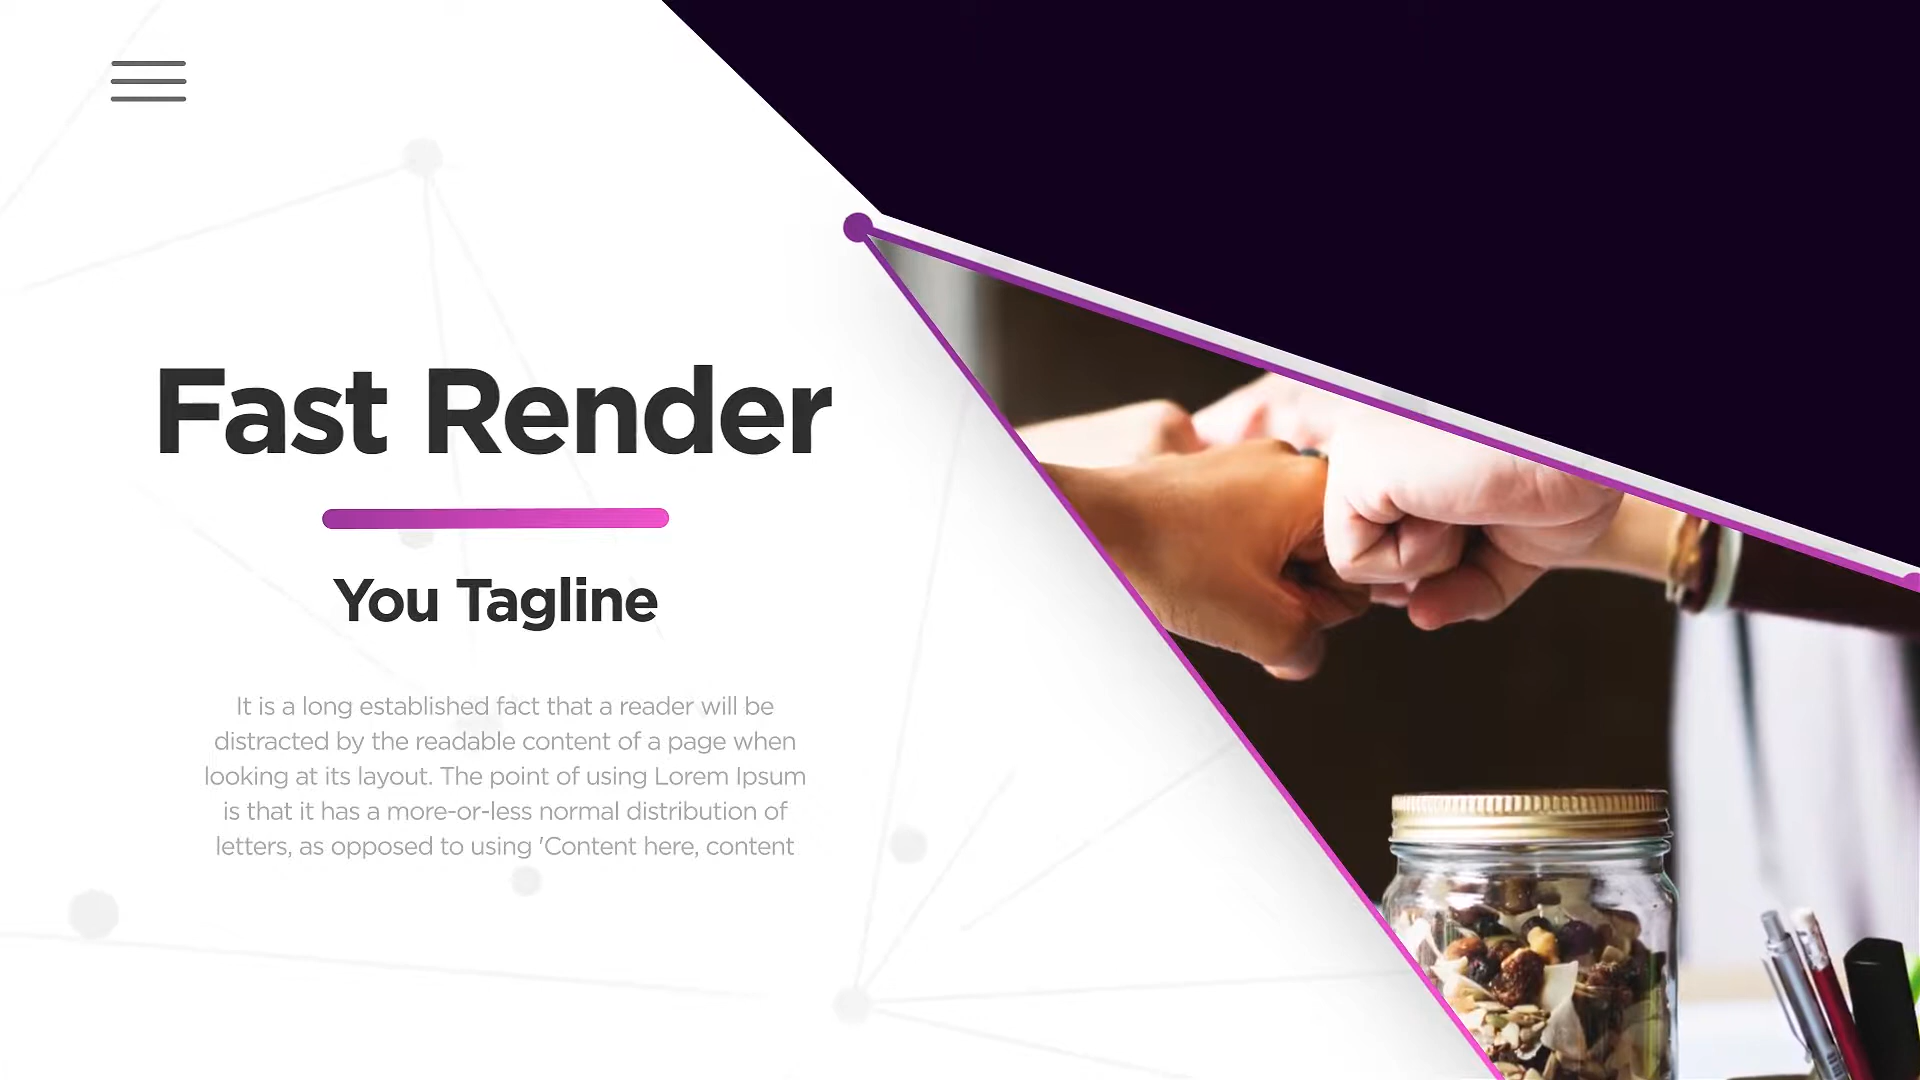 Fast Render
You Tagline
It is a long established fact that a reader will be
distracted by the readable content of a page when
looking at its layout. The point of using Lorem Ipsum
is that it has a more-or-less normal distribution of
letters, as opposed to using 'Content here, content